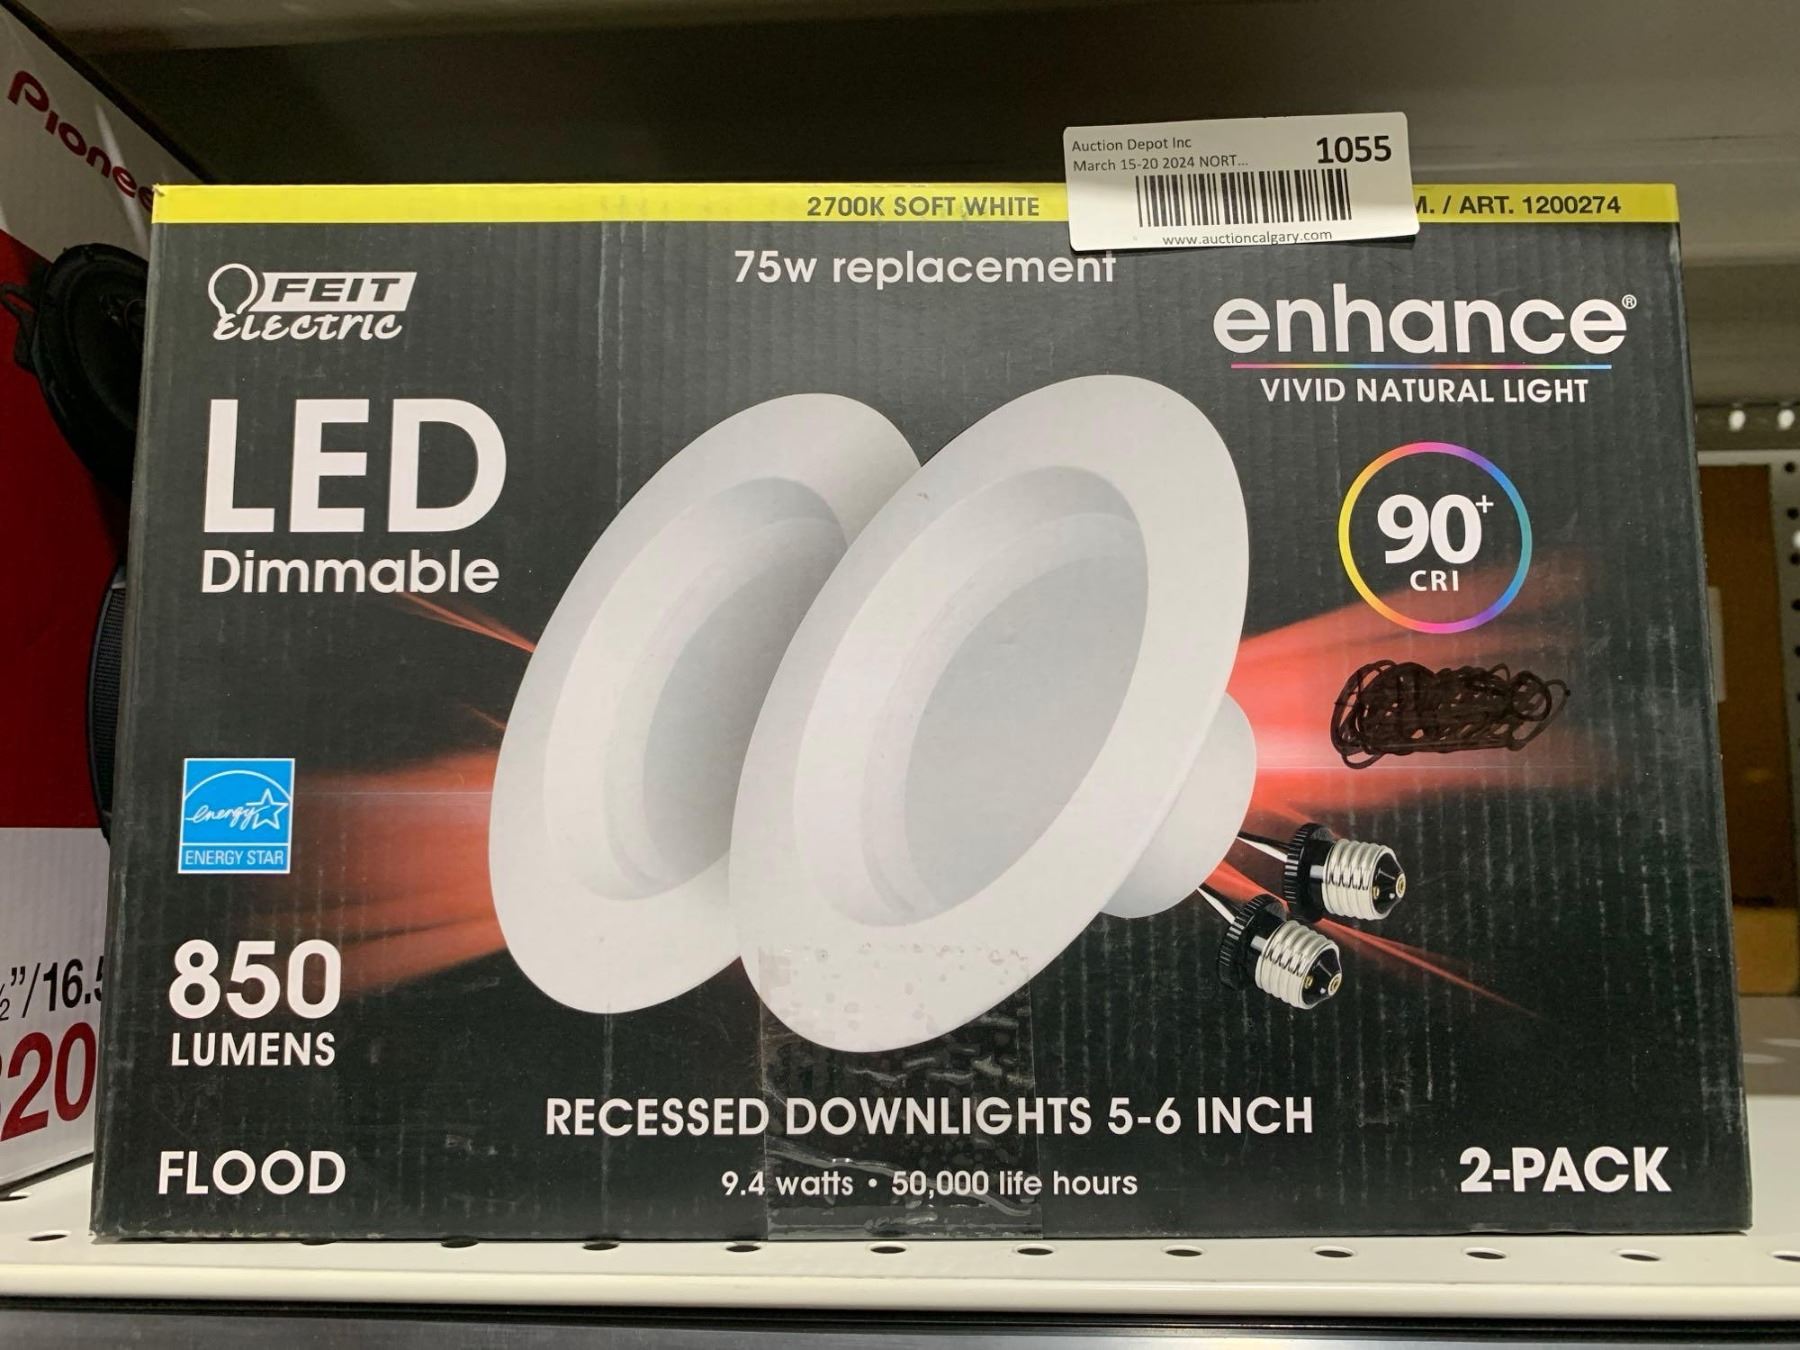 Pioneer
Auction Depot Inc
1055
March 15-20 2024 NORT...
www.auctioncalgary.com
2700K SOFT WHITE
/ ART. 1200274
75w replacement
FEIT
ELECTRIC
enhance®
VIVID NATURAL LIGHT
LED
Dimmable
90+
CRI
energy
ENERGY STAR
850
LUMENS
RECESSED DOWNLIGHTS 5-6 INCH
FLOOD
9.4 watts • 50,000 life hours
2-PACK